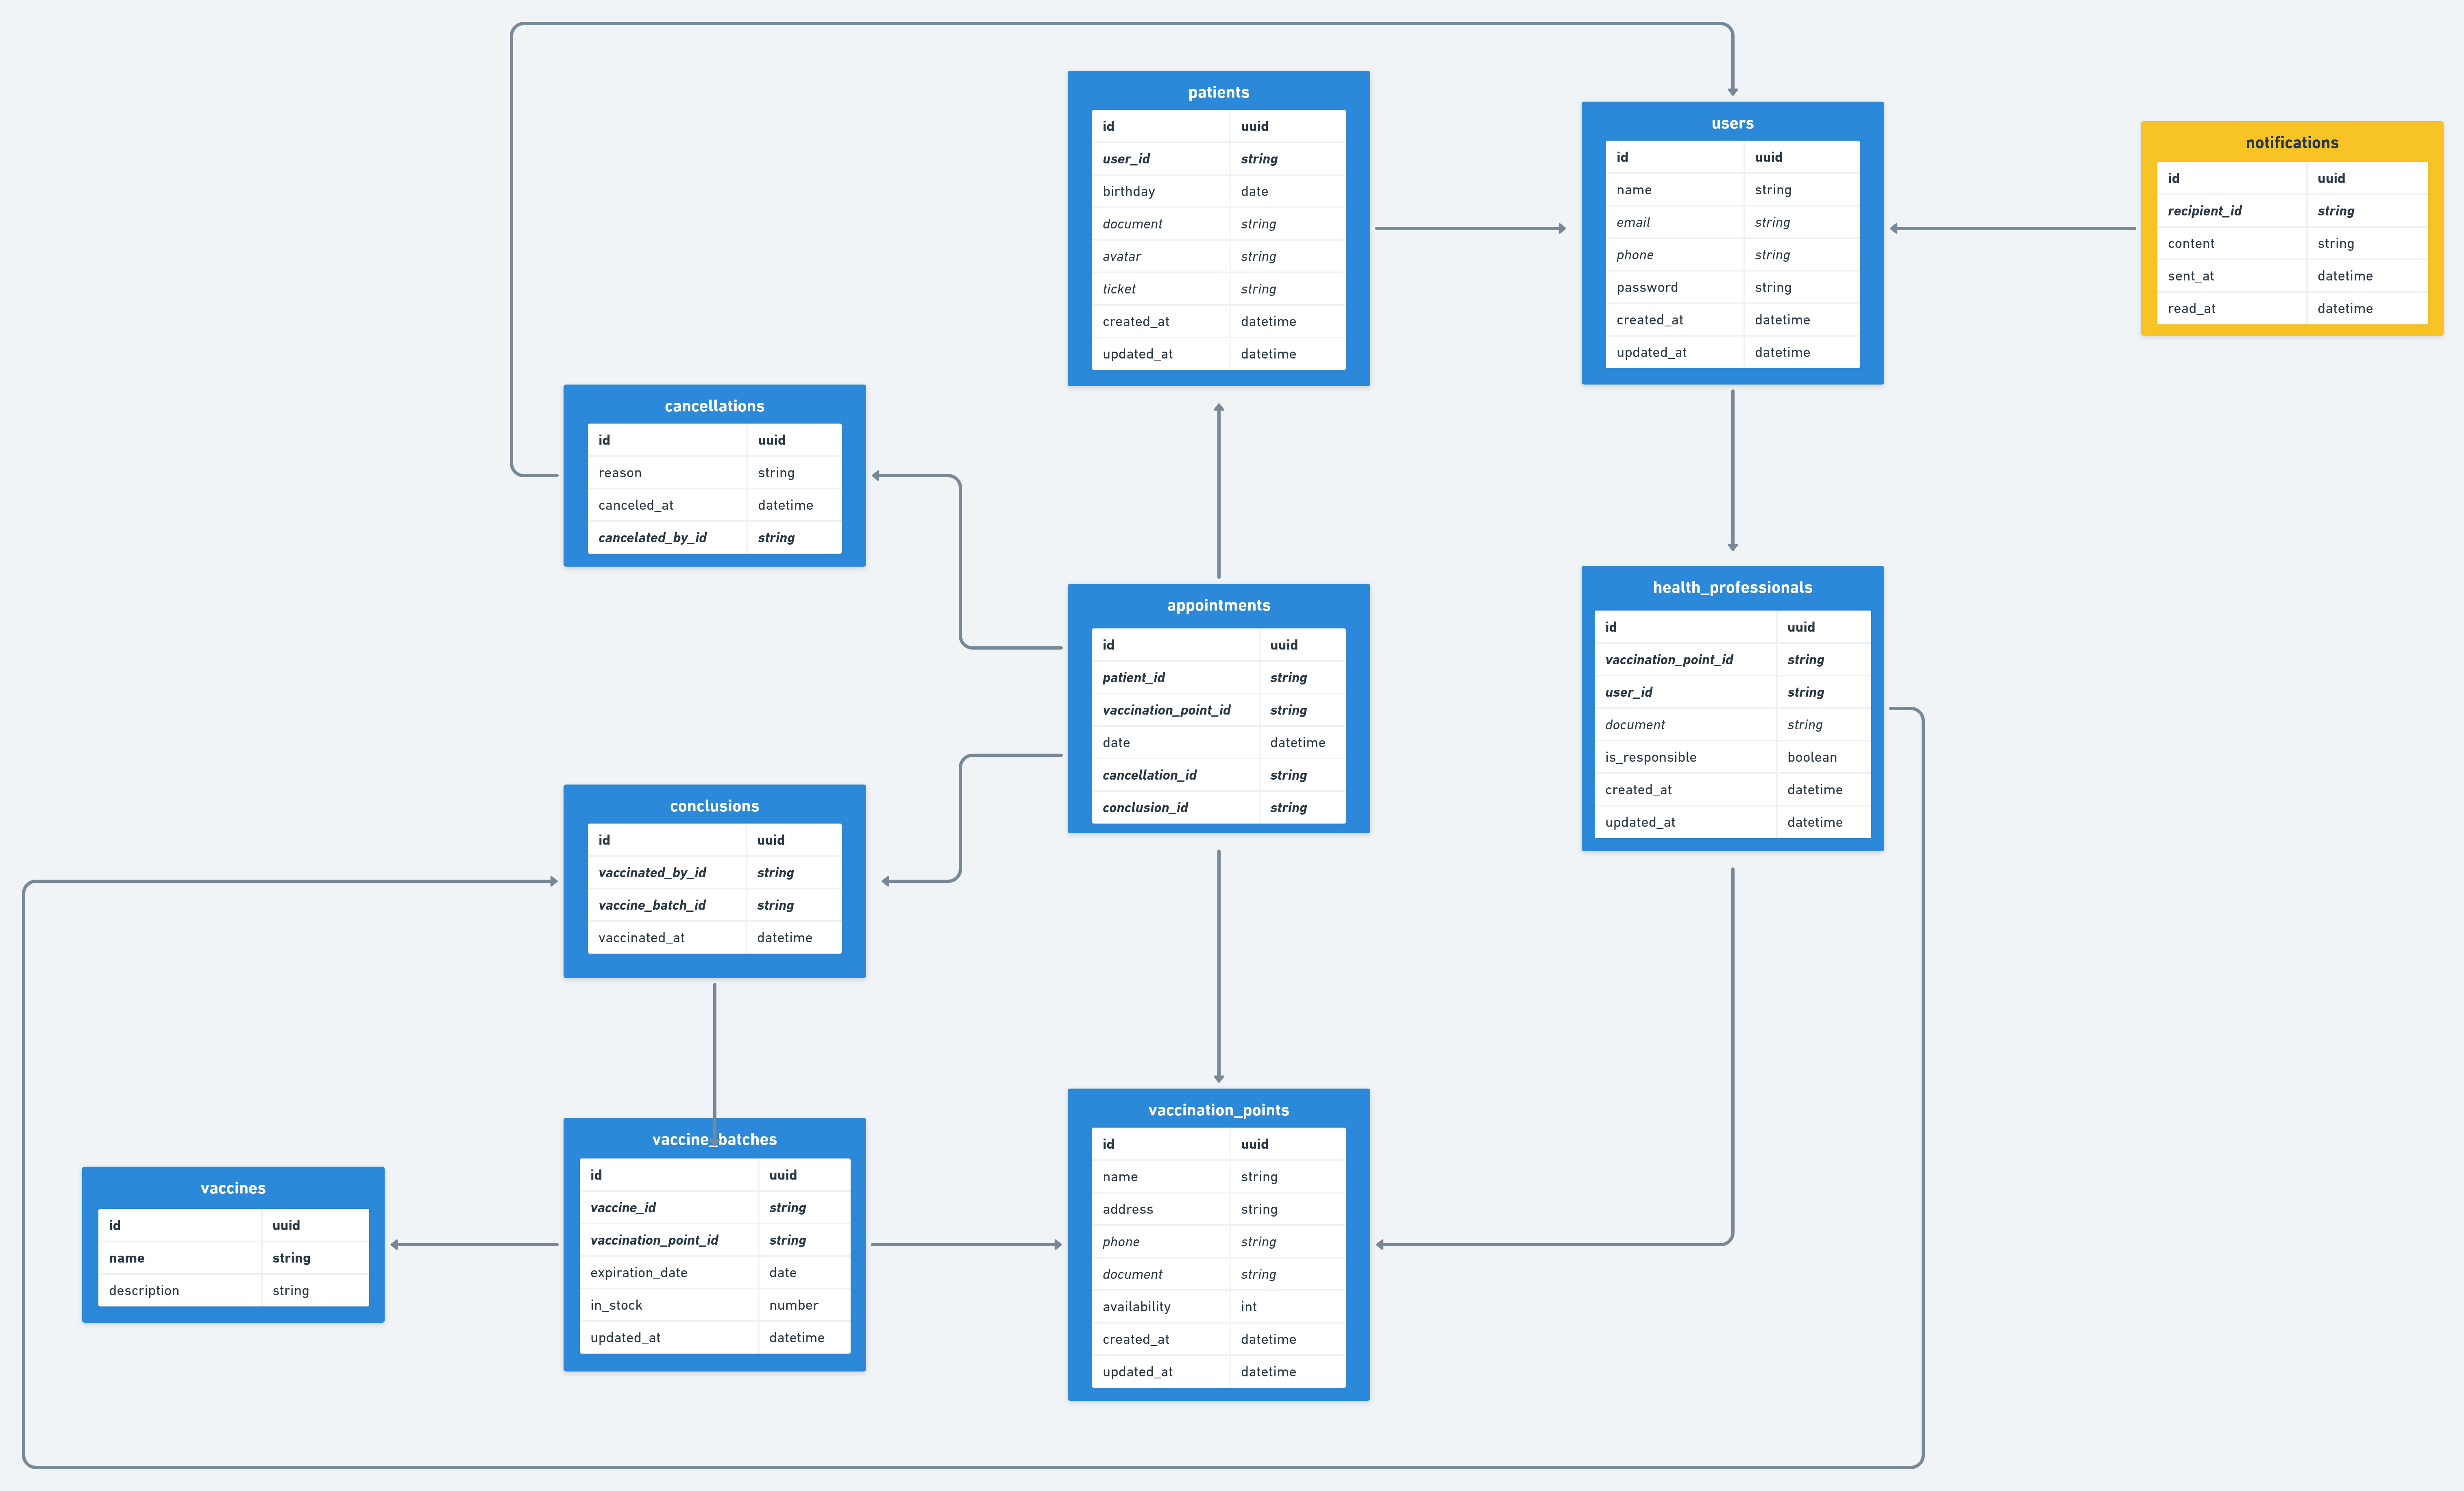 patients
id uuid
user_id string
birthday date
document string
avatar string
ticket string
created_at datetime
updated_at datetime
users
id uuid
name string
email string
phone string
password string
created_at datetime
updated_at datetime
notifications
id uuid
recipient_id string
content string
sent_at datetime
read_at datetime
cancellations
id uuid
reason string
canceled_at datetime
cancelated_by_id string
appointments
id uuid
patient_id string
vaccination_point_id string
date datetime
cancellation_id string
conclusion_id string
health_professionals
id uuid
vaccination_point_id string
user_id string
document string
is_responsible boolean
created_at datetime
updated_at datetime
conclusions
id uuid
vaccinated_by_id string
vaccine_batch_id string
vaccinated_at datetime
vaccines
id uuid
name string
description string
vaccine_batches
id uuid
vaccine_id string
vaccination_point_id string
expiration_date date
in_stock number
updated_at datetime
vaccination_points
id uuid
name string
address string
phone string
document string
availability int
created_at datetime
updated_at datetime